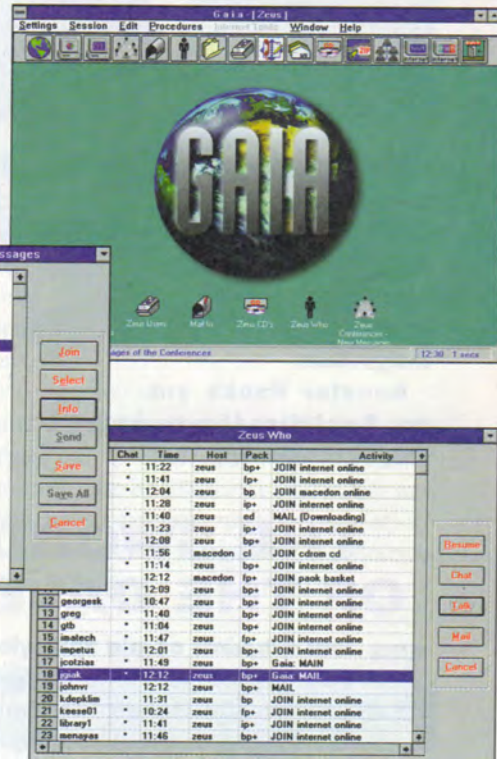 Gaia - [Zeus]
Settings Session Edit Procedures Internet Tools Window Help
GAIA
Zeus Users Mail to Zeus CD's Zeus Who Zeus Conferences - New Messages
ages of the Conferences 12:30 1 secs
ssages
Join
Select
Info
Send
Save
Save All
Cancel
Zeus Who
Chat Time Host Pack Activity
* 11:22 zeus bp+ JOIN internet online
* 11:41 zeus fp+ JOIN internet online
* 12:04 zeus bp JOIN macedon online
11:28 zeus ip+ JOIN internet online
* 11:40 zeus ed MAIL (Downloading)
* 11:23 zeus ip+ JOIN internet online
* 12:08 zeus bp+ JOIN internet online
11:56 macedon cl JOIN cdrom cd
* 11:14 zeus bp+ JOIN internet online
12:12 macedon fp+ JOIN paok basket
* 12:09 zeus bp+ JOIN internet online
12 georgesk * 10:47 zeus bp+ JOIN internet online
13 greg * 11:40 zeus bp+ JOIN internet online
14 gtb * 11:04 zeus bp+ JOIN internet online
15 imatech * 11:47 zeus fp+ JOIN internet online
16 impetus * 12:01 zeus bp+ JOIN internet online
17 jcotzias * 11:49 zeus bp+ Gaia: MAIN
18 jgiak * 12:12 zeus bp+ Gaia: MAIL
19 johnvr 12:12 zeus bp+ MAIL
20 kdepklim * 11:31 zeus bp JOIN internet online
21 keese01 * 10:24 zeus fp+ JOIN internet online
22 library1 * 11:41 zeus ip+ JOIN internet online
23 menayas * 11:46 zeus bp+ JOIN internet online
Resume
Chat
Talk
Mail
Cancel